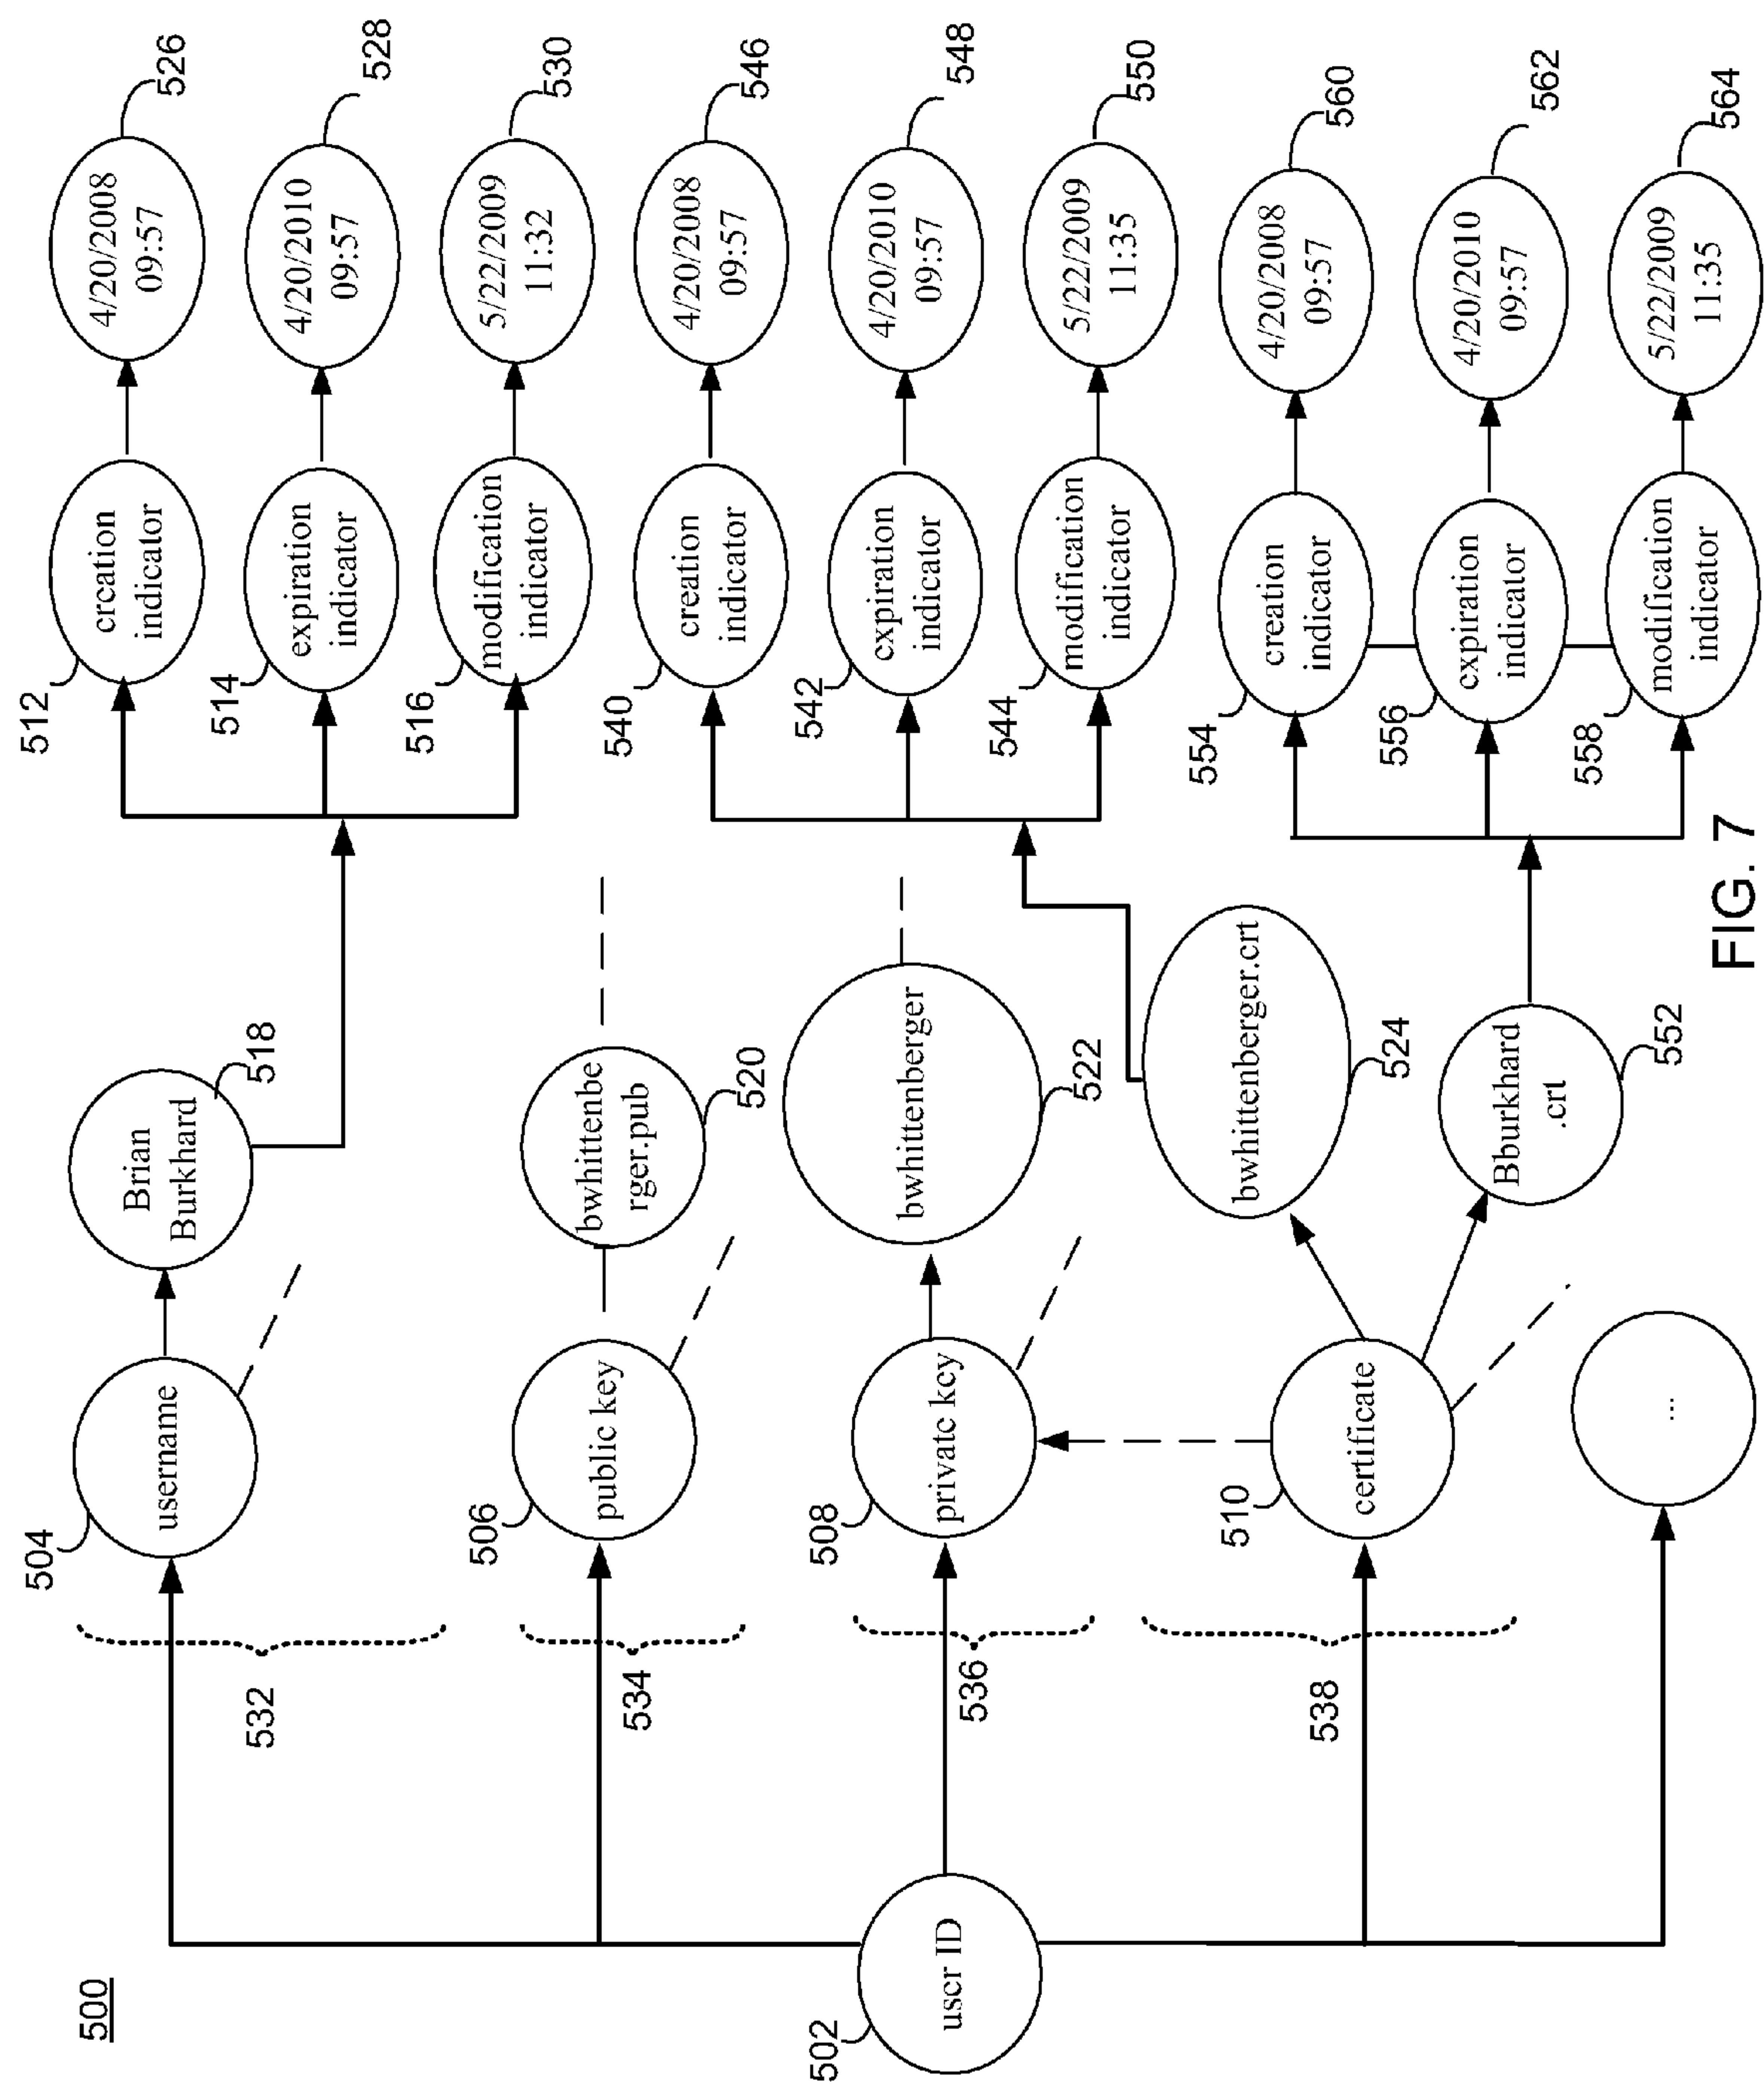 500
502
user ID
532
534
536
538
504
username
506
public key
508
private key
510
certificate
...
Brian
Burkhard
518
bwhittenbe
rger.pub
520
bwhittenberger
522
bwhittenberger.crt
524
Bburkhard
.crt
552
512
creation
indicator
4/20/2008
09:57
526
514
expiration
indicator
4/20/2010
09:57
528
516
modification
indicator
5/22/2009
11:32
530
540
creation
indicator
4/20/2008
09:57
546
542
expiration
indicator
4/20/2010
09:57
548
544
modification
indicator
5/22/2009
11:35
550
554
creation
indicator
4/20/2008
09:57
560
556
expiration
indicator
4/20/2010
09:57
562
558
modification
indicator
5/22/2009
11:35
564
FIG. 7